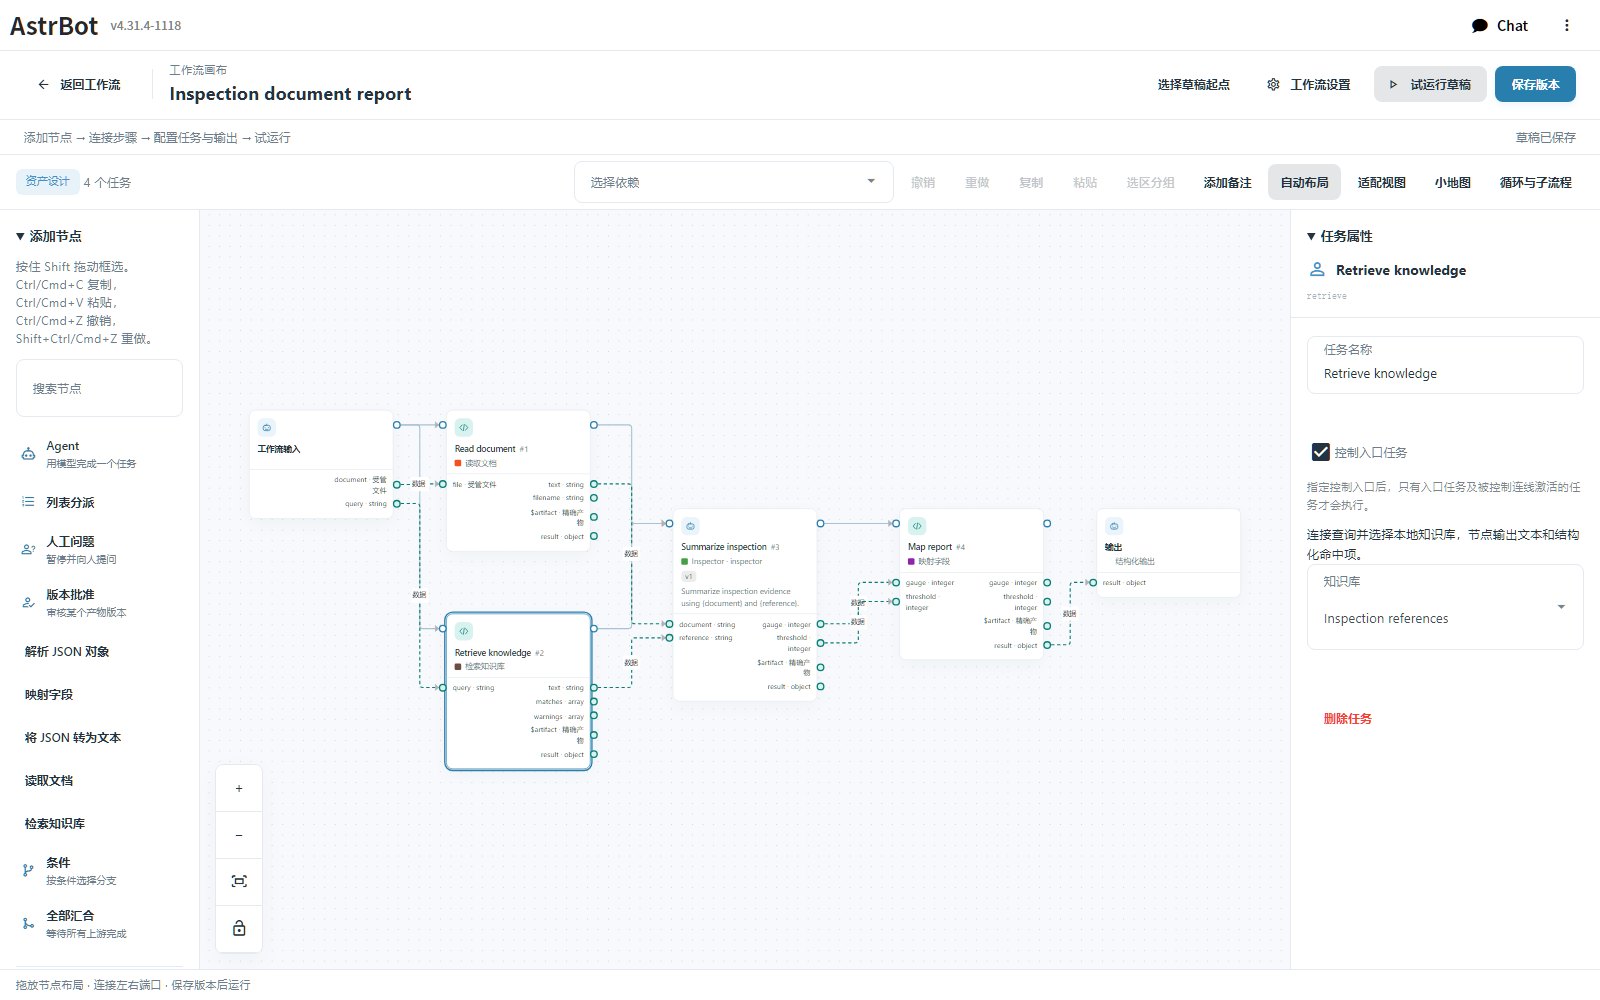 AstrBot v4.31.4-1118
Chat
返回工作流
工作流画布
Inspection document report
选择草稿起点
工作流设置
试运行草稿
保存版本
添加节点 → 连接步骤 → 配置任务与输出 → 试运行
草稿已保存
资产设计 4 个任务
选择依赖
撤销
重做
复制
粘贴
选区分组
添加备注
自动布局
适配视图
小地图
循环与子流程
添加节点
按住 Shift 拖动框选。
Ctrl/Cmd+C 复制，
Ctrl/Cmd+V 粘贴，
Ctrl/Cmd+Z 撤销，
Shift+Ctrl/Cmd+Z 重做。
搜索节点
Agent
用模型完成一个任务
列表分派
人工问题
暂停并向人提问
版本批准
审核某个产物版本
解析 JSON 对象
映射字段
将 JSON 转为文本
读取文档
检索知识库
条件
按条件选择分支
全部汇合
等待所有上游完成
工作流输入
document · 受管
文件
query · string
数据
数据
Read document #1
读取文档
file · 受管文件
text · string
filename · string
$artifact · 精确产
物
result · object
Retrieve knowledge #2
检索知识库
query · string
text · string
matches · array
warnings · array
$artifact · 精确产
物
result · object
数据
数据
Summarize inspection #3
Inspector · inspector
v1
Summarize inspection evidence
using {document} and {reference}.
document · string
reference · string
gauge · integer
threshold ·
integer
$artifact · 精确产
物
result · object
数据
数据
Map report #4
映射字段
gauge · integer
threshold ·
integer
gauge · integer
threshold ·
integer
$artifact · 精确产
物
result · object
数据
输出
结构化输出
result · object
+
−
任务属性
Retrieve knowledge
retrieve
任务名称
Retrieve knowledge
控制入口任务
指定控制入口后，只有入口任务及被控制连线激活的任
务才会执行。
连接查询并选择本地知识库，节点输出文本和结构
化命中项。
知识库
Inspection references
删除任务
拖放节点布局 · 连接左右端口 · 保存版本后运行